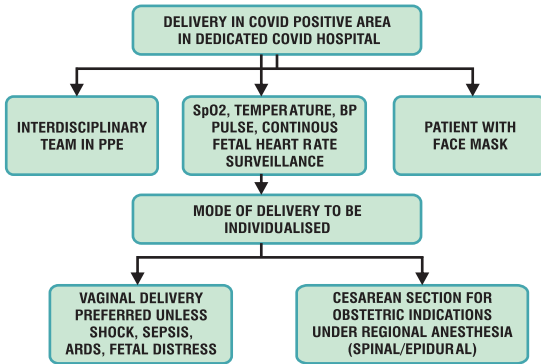 DELIVERY IN COVID POSITIVE AREA
IN DEDICATED COVID HOSPITAL
INTERDISCIPLINARY
TEAM IN PPE
SpO2, TEMPERATURE, BP
PULSE, CONTINOUS
FETAL HEART RATE
SURVEILLANCE
PATIENT WITH
FACE MASK
MODE OF DELIVERY TO BE
INDIVIDUALISED
VAGINAL DELIVERY
PREFERRED UNLESS
SHOCK, SEPSIS,
ARDS, FETAL DISTRESS
CESAREAN SECTION FOR
OBSTETRIC INDICATIONS
UNDER REGIONAL ANESTHESIA
(SPINAL/EPIDURAL)